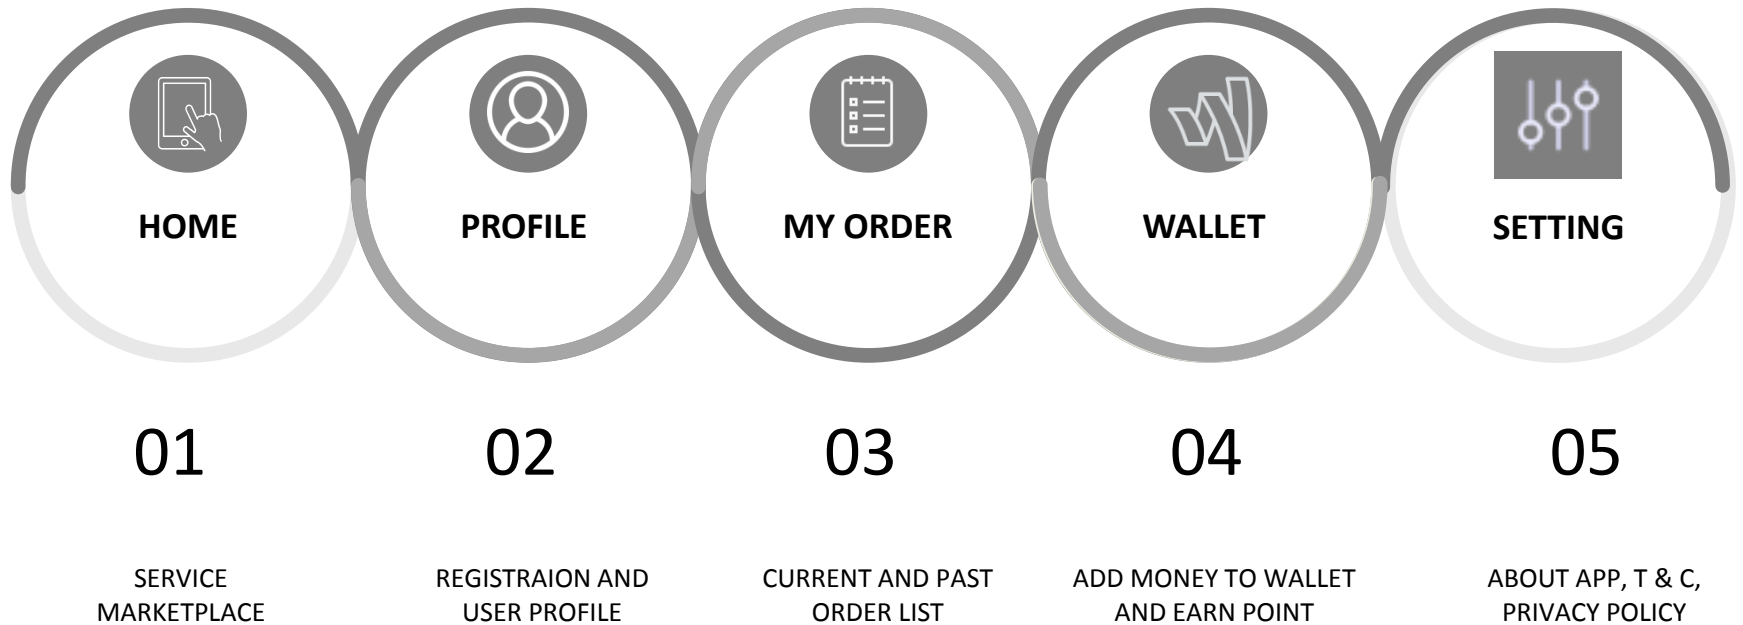 HOME
PROFILE
MY ORDER
WALLET
SETTING
01
02
03
04
05
SERVICE
MARKETPLACE
REGISTRAION AND
USER PROFILE
CURRENT AND PAST
ORDER LIST
ADD MONEY TO WALLET
AND EARN POINT
ABOUT APP, T & C,
PRIVACY POLICY